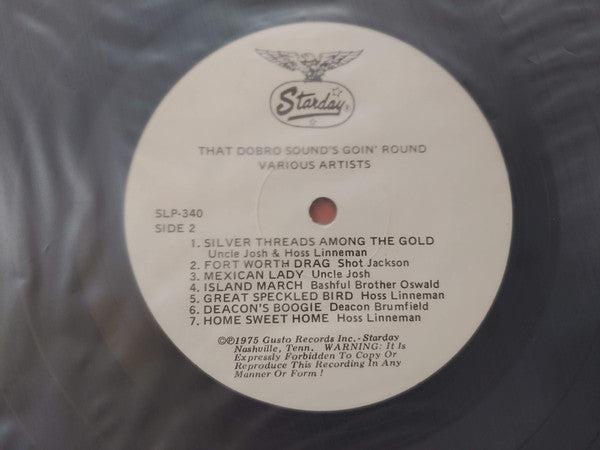 Starday
THAT DOBRO SOUND'S GOIN' ROUND
VARIOUS ARTISTS
SLP-340
SIDE 2
1. SILVER THREADS AMONG THE GOLD
Uncle Josh & Hoss Linneman
2. FORT WORTH DRAG Shot Jackson
3. MEXICAN LADY Uncle Josh
4. ISLAND MARCH Bashful Brother Oswald
5. GREAT SPECKLED BIRD Hoss Linneman
6. DEACON'S BOOGIE Deacon Brumfield
7. HOME SWEET HOME Hoss Linneman
©℗1975 Gusto Records Inc.-Starday
Nashville, Tenn. WARNING: It Is
Expressly Forbidden To Copy Or
Reproduce This Recording In Any
Manner Or Form !